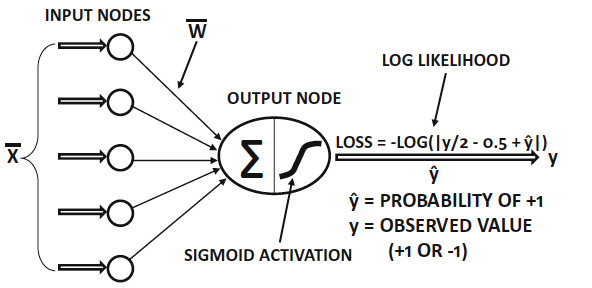 INPUT NODES
W
LOG LIKELIHOOD
OUTPUT NODE
LOSS = -LOG(|y/2 - 0.5 + ŷ|)
X
Σ
y
ŷ
ŷ = PROBABILITY OF +1
y = OBSERVED VALUE
(+1 OR -1)
SIGMOID ACTIVATION